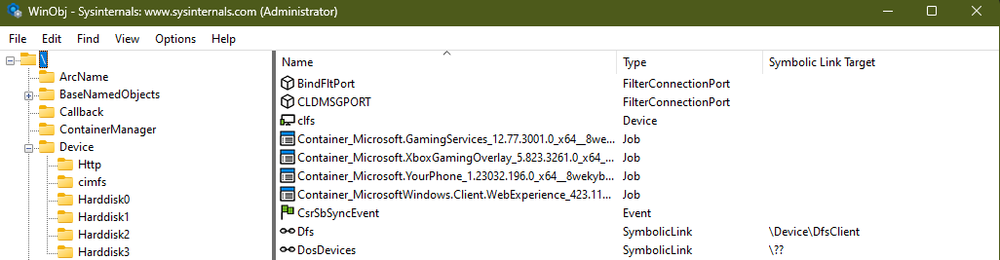 WinObj - Sysinternals: www.sysinternals.com (Administrator)
File Edit Find View Options Help
\
ArcName
BaseNamedObjects
Callback
ContainerManager
Device
Http
cimfs
Harddisk0
Harddisk1
Harddisk2
Harddisk3
Name Type Symbolic Link Target
BindFltPort FilterConnectionPort
CLDMSGPORT FilterConnectionPort
clfs Device
Container_Microsoft.GamingServices_12.77.3001.0_x64__8we... Job
Container_Microsoft.XboxGamingOverlay_5.823.3261.0_x64_... Job
Container_Microsoft.YourPhone_1.23032.196.0_x64__8wekyb... Job
Container_MicrosoftWindows.Client.WebExperience_423.11... Job
CsrSbSyncEvent Event
Dfs SymbolicLink \Device\DfsClient
DosDevices SymbolicLink \??